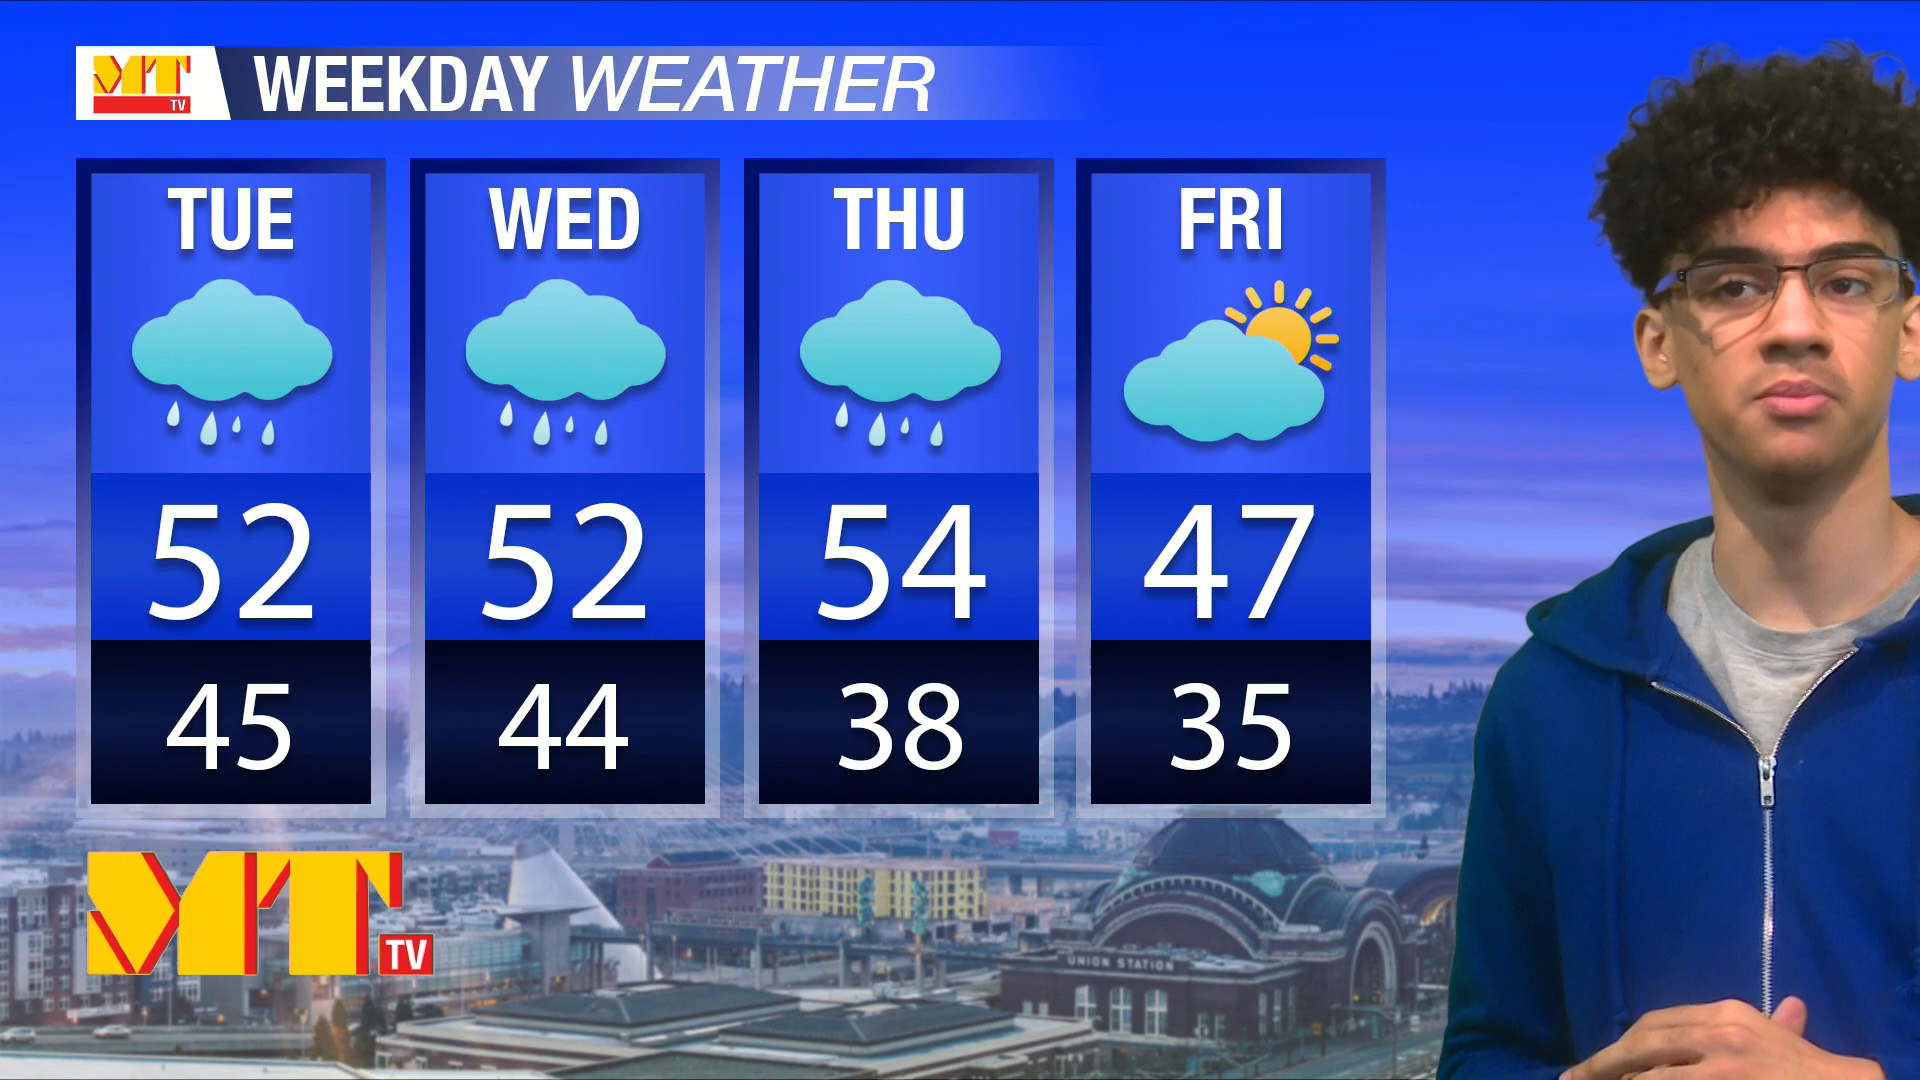 MT
TV
WEEKDAY WEATHER
TUE
WED
THU
FRI
52
52
54
47
45
44
38
35
MT
TV
UNION STATION